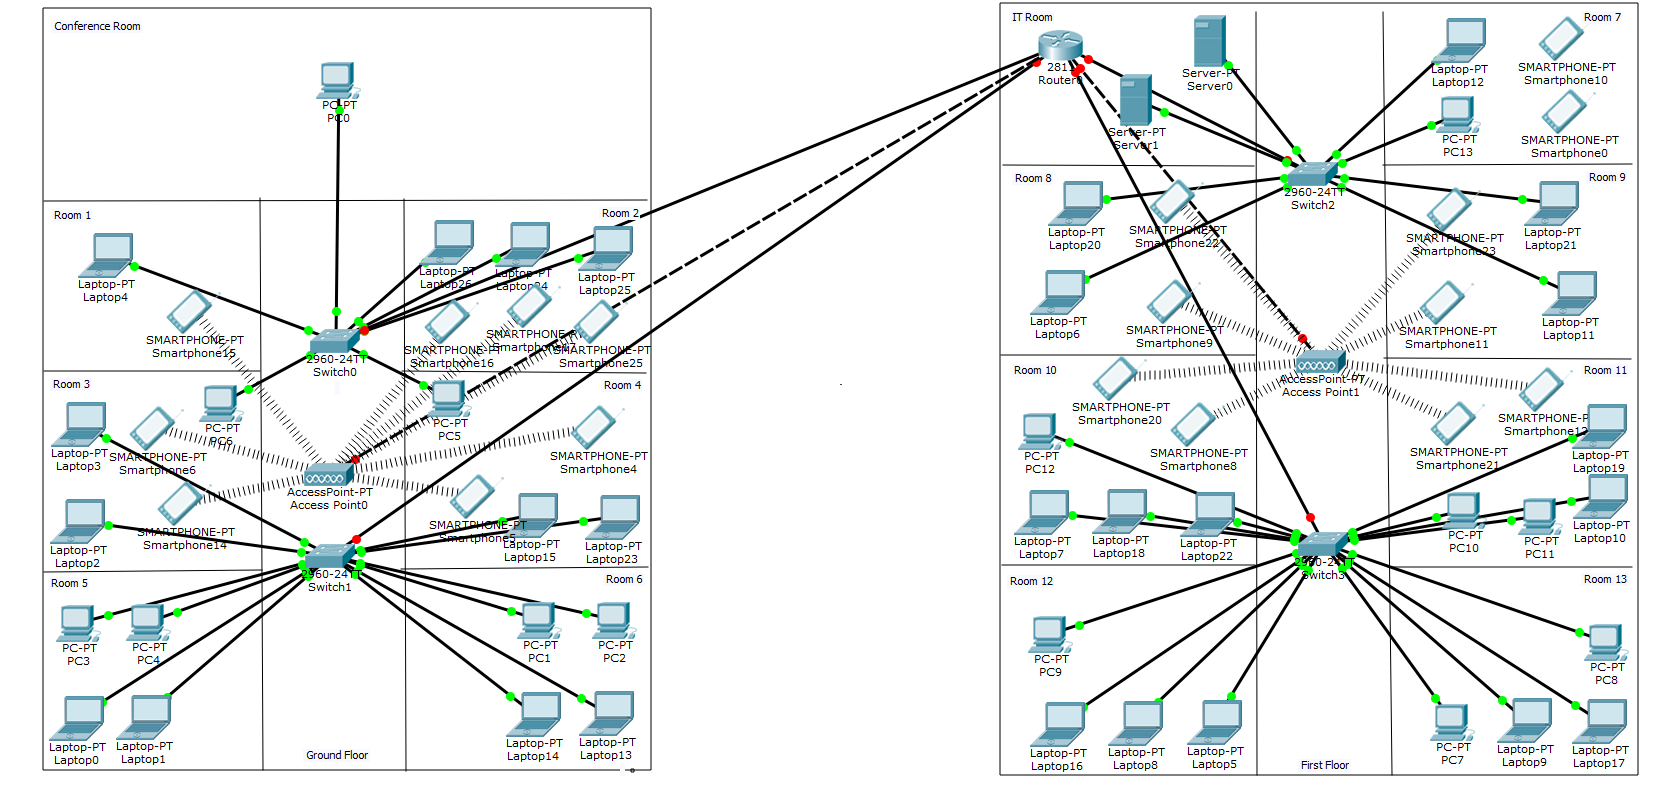 Conference Room
PC-PT
PC0
Room 1
Room 2
Laptop-PT
Laptop4
Laptop-PT
Laptop26
Laptop-PT
Laptop24
Laptop-PT
Laptop25
SMARTPHONE-PT
Smartphone15
2960-24TT
Switch0
SMARTPHONE-PT
Smartphone16
SMARTPHONE-PT
SMARTPHONE-PT
Smartphone25
Room 3
Room 4
Laptop-PT
Laptop3
SMARTPHONE-PT
Smartphone6
PC-PT
PC6
PC-PT
PC5
SMARTPHONE-PT
Smartphone4
AccessPoint-PT
Access Point0
Laptop-PT
Laptop2
SMARTPHONE-PT
Smartphone14
SMARTPHONE-PT
Smartphone5
Laptop-PT
Laptop15
Laptop-PT
Laptop23
2960-24TT
Switch1
Room 5
Room 6
PC-PT
PC3
PC-PT
PC4
PC-PT
PC1
PC-PT
PC2
Laptop-PT
Laptop0
Laptop-PT
Laptop1
Ground Floor
Laptop-PT
Laptop14
Laptop-PT
Laptop13
IT Room
Room 7
2811
Router0
Server-PT
Server0
Server-PT
Server1
Laptop-PT
Laptop12
SMARTPHONE-PT
Smartphone10
PC-PT
PC13
SMARTPHONE-PT
Smartphone0
Room 8
Room 9
2960-24TT
Switch2
Laptop-PT
Laptop20
SMARTPHONE-PT
Smartphone22
SMARTPHONE-PT
Smartphone23
Laptop-PT
Laptop21
Laptop-PT
Laptop6
SMARTPHONE-PT
Smartphone9
SMARTPHONE-PT
Smartphone11
Laptop-PT
Laptop11
Room 10
Room 11
AccessPoint-PT
Access Point1
SMARTPHONE-PT
Smartphone20
SMARTPHONE-PT
Smartphone8
SMARTPHONE-PT
SMARTPHONE-PT
Smartphone21
Laptop-PT
Laptop19
PC-PT
PC12
Laptop-PT
Laptop7
Laptop-PT
Laptop18
Laptop-PT
Laptop22
PC-PT
PC10
PC-PT
PC11
Laptop-PT
Laptop10
2960-24TT
Switch3
Room 12
Room 13
PC-PT
PC9
PC-PT
PC8
Laptop-PT
Laptop16
Laptop-PT
Laptop8
Laptop-PT
Laptop5
First Floor
PC-PT
PC7
Laptop-PT
Laptop9
Laptop-PT
Laptop17